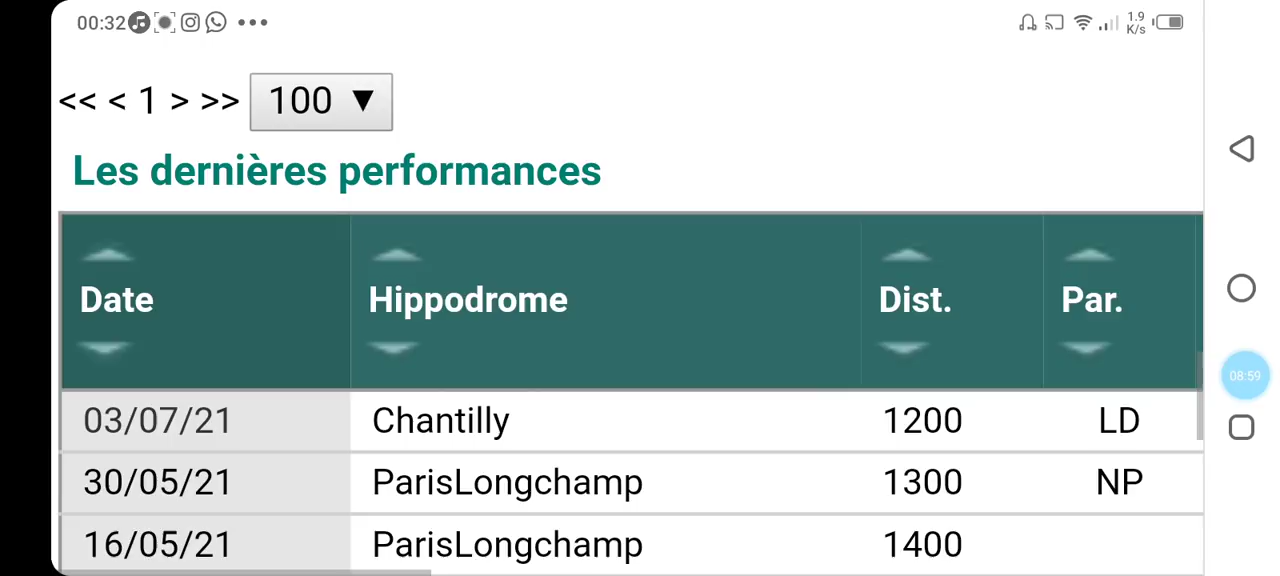 00:32 ••• 1.9 K/s
<< < 1 > >> 100 ▼
Les dernières performances
Date Hippodrome Dist. Par.
08:59
03/07/21 Chantilly 1200 LD
30/05/21 ParisLongchamp 1300 NP
16/05/21 ParisLongchamp 1400